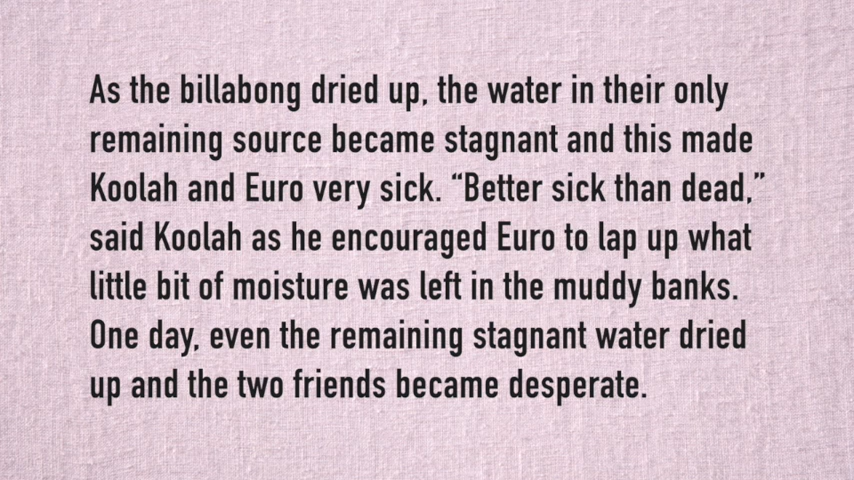 As the billabong dried up, the water in their only
remaining source became stagnant and this made
Koolah and Euro very sick. “Better sick than dead,”
said Koolah as he encouraged Euro to lap up what
little bit of moisture was left in the muddy banks.
One day, even the remaining stagnant water dried
up and the two friends became desperate.